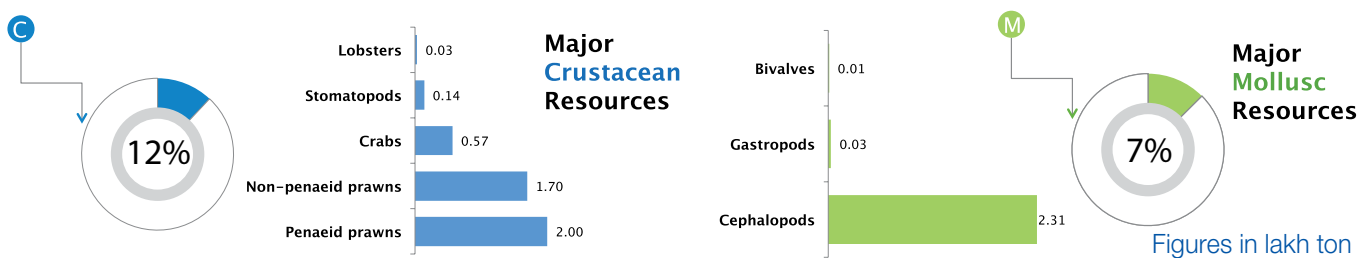 C
12%
Lobsters 0.03
Stomatopods 0.14
Crabs 0.57
Non-penaeid prawns 1.70
Penaeid prawns 2.00
Major
Crustacean
Resources
Bivalves 0.01
Gastropods 0.03
Cephalopods 2.31
M
7%
Major
Mollusc
Resources
Figures in lakh ton